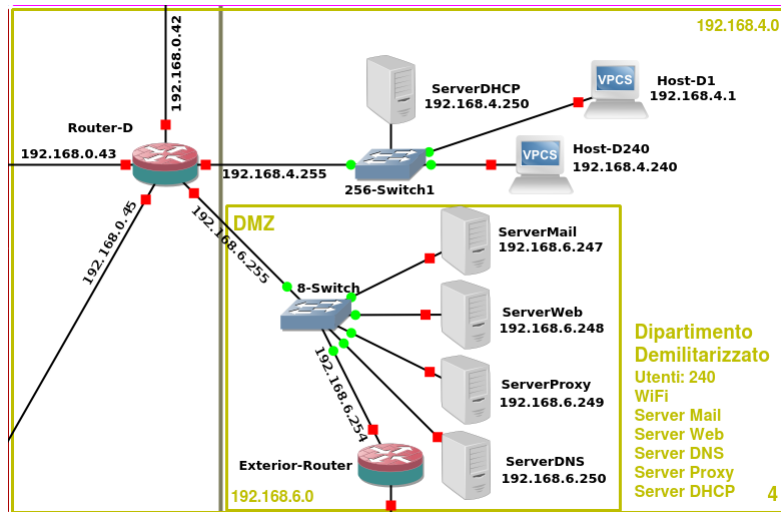 192.168.4.0
192.168.0.42
ServerDHCP
192.168.4.250
VPCS
Host-D1
192.168.4.1
Router-D
192.168.0.43
192.168.4.255
256-Switch1
VPCS
Host-D240
192.168.4.240
192.168.0.45
192.168.6.255
DMZ
8-Switch
ServerMail
192.168.6.247
ServerWeb
192.168.6.248
ServerProxy
192.168.6.249
192.168.6.254
Exterior-Router
ServerDNS
192.168.6.250
192.168.6.0
Dipartimento
Demilitarizzato
Utenti: 240
WiFi
Server Mail
Server Web
Server DNS
Server Proxy
Server DHCP
4